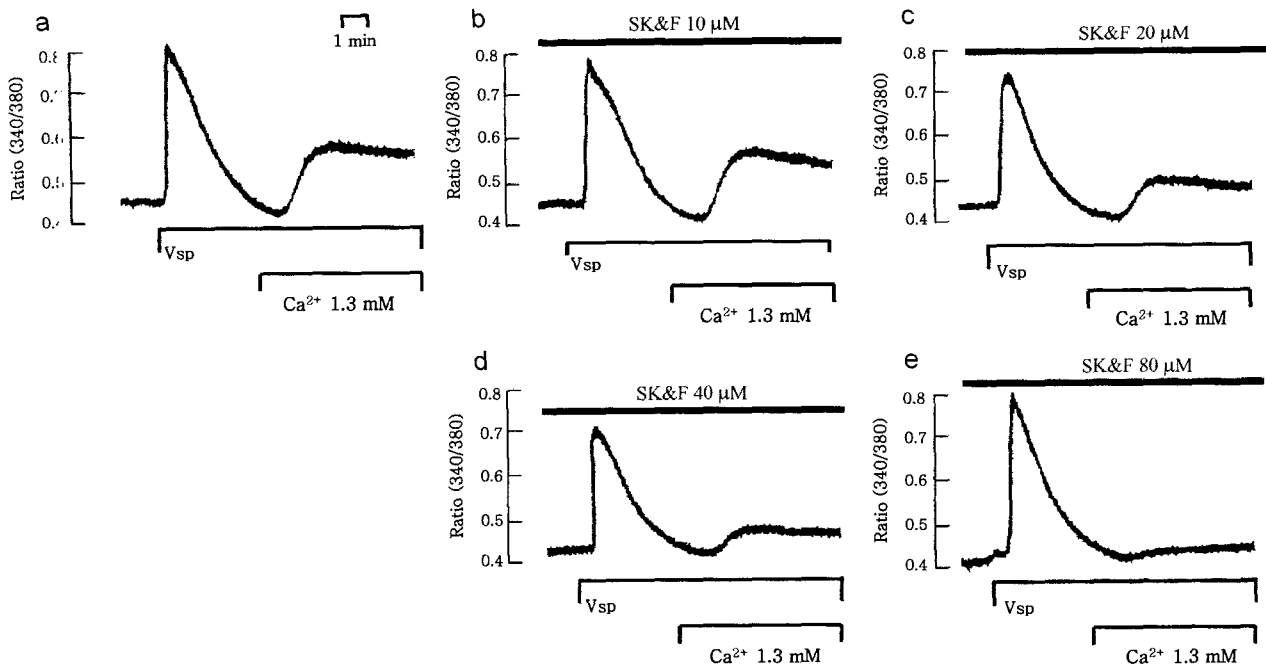 a
1 min
Ratio (340/380)
0.8
Vsp
Ca²⁺ 1.3 mM
b
SK&F 10 μM
Ratio (340/380)
0.8
0.7
0.6
0.5
0.4
Vsp
Ca²⁺ 1.3 mM
c
SK&F 20 μM
Ratio (340/380)
0.8
0.7
0.6
0.5
0.4
Vsp
Ca²⁺ 1.3 mM
d
SK&F 40 μM
Ratio (340/380)
0.8
0.7
0.6
0.5
0.4
Vsp
Ca²⁺ 1.3 mM
e
SK&F 80 μM
Ratio (340/380)
0.8
0.7
0.6
0.5
0.4
Vsp
Ca²⁺ 1.3 mM